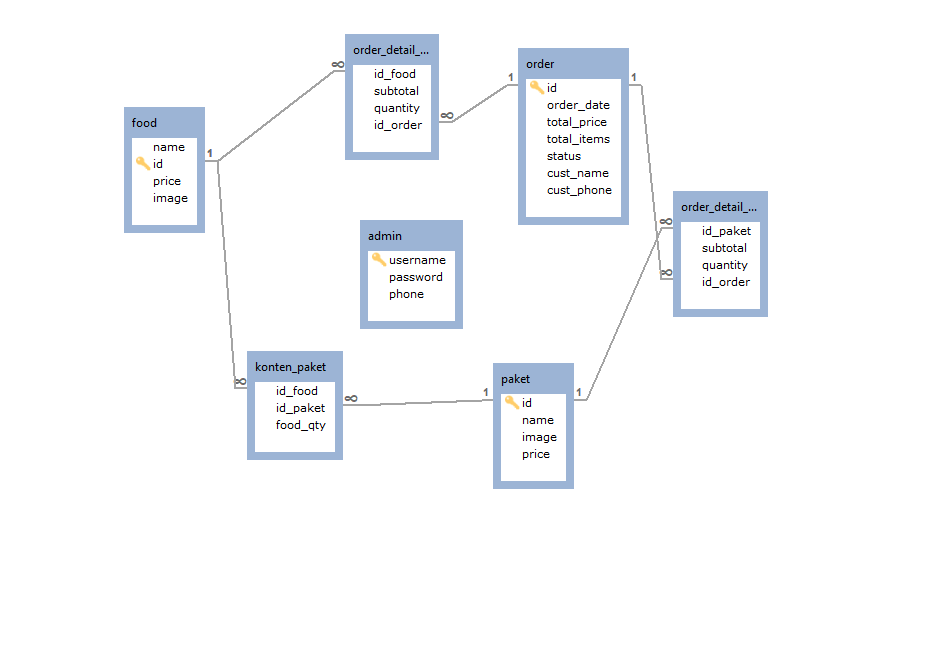 order_detail_...
id_food
subtotal
quantity
id_order
order
id
order_date
total_price
total_items
status
cust_name
cust_phone
food
name
id
price
image
1
∞
∞
1
1
order_detail_...
id_paket
subtotal
quantity
id_order
∞
∞
admin
username
password
phone
konten_paket
id_food
id_paket
food_qty
∞
∞
1
1
paket
id
name
image
price